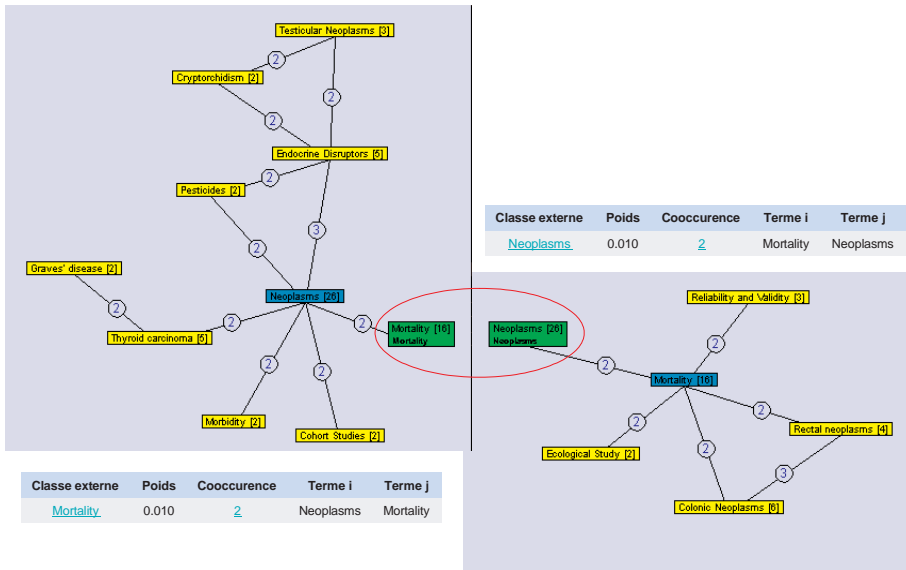 Testicular Neoplasms [3]
2
Cryptorchidism [2]
2
2
Endocrine Disruptors [5]
2
Pesticides [2]
3
2
Graves' disease [2]
Neoplasms [26]
2
2
2
Thyroid carcinoma [5]
Mortality [16]
Mortality
2
2
Morbidity [2]
Cohort Studies [2]
Classe externe Poids Cooccurence Terme i Terme j
Mortality 0.010 2 Neoplasms Mortality
Classe externe Poids Cooccurence Terme i Terme j
Neoplasms 0.010 2 Mortality Neoplasms
Reliability and Validity [3]
Neoplasms [26]
Neoplasms
2
2
Mortality [16]
2
2
Rectal neoplasms [4]
2
Ecological Study [2]
3
Colonic Neoplasms [6]